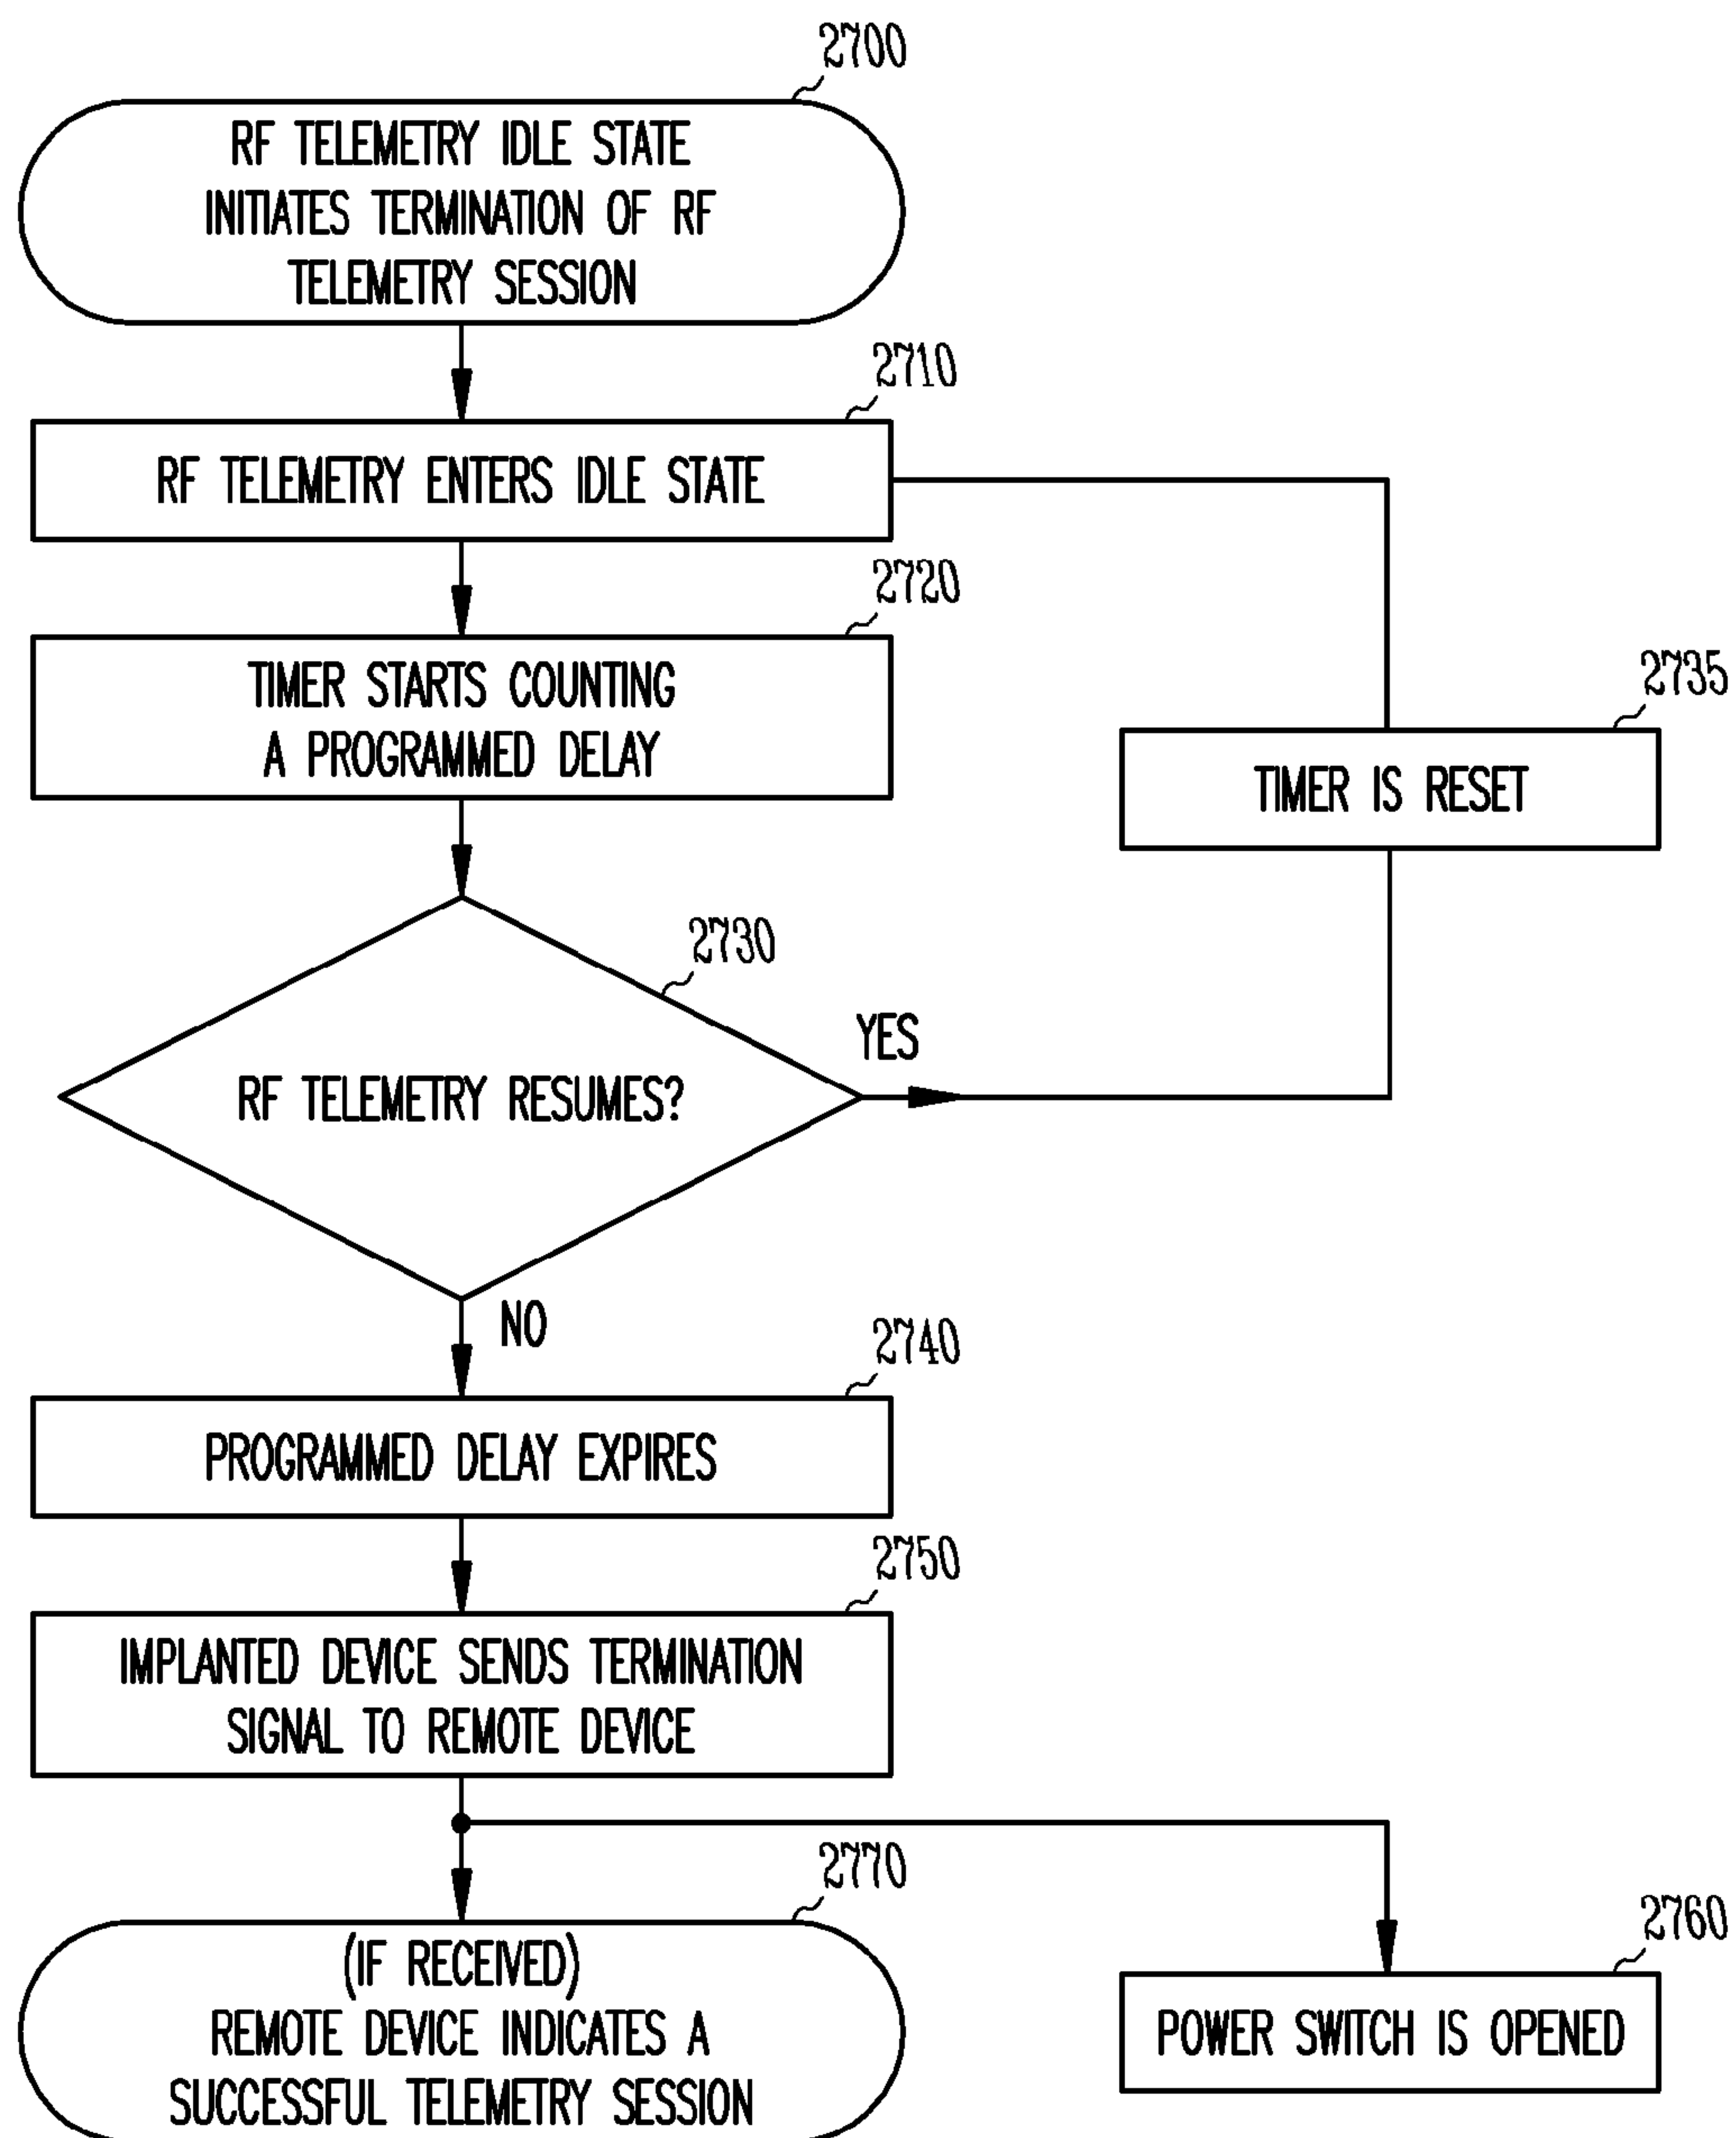 2700
RF TELEMETRY IDLE STATE
INITIATES TERMINATION OF RF
TELEMETRY SESSION
2710
RF TELEMETRY ENTERS IDLE STATE
2720
TIMER STARTS COUNTING
A PROGRAMMED DELAY
2735
TIMER IS RESET
2730
RF TELEMETRY RESUMES?
YES
NO
2740
PROGRAMMED DELAY EXPIRES
2750
IMPLANTED DEVICE SENDS TERMINATION
SIGNAL TO REMOTE DEVICE
2770
(IF RECEIVED)
REMOTE DEVICE INDICATES A
SUCCESSFUL TELEMETRY SESSION
2760
POWER SWITCH IS OPENED